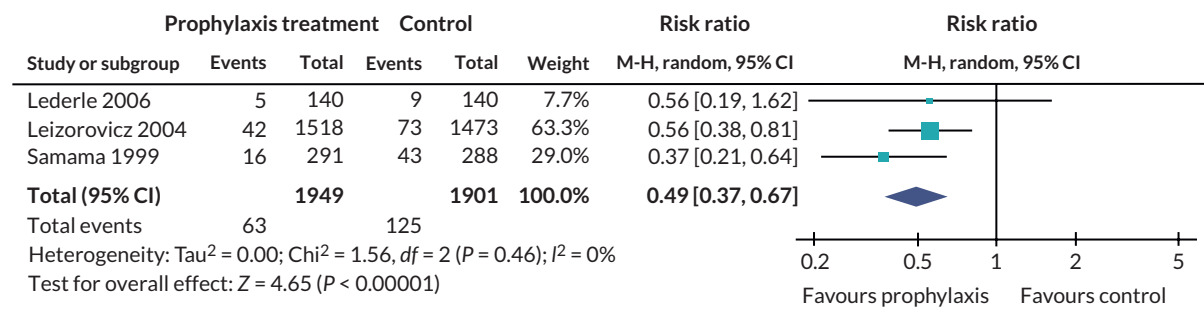 Prophylaxis treatment Control Risk ratio Risk ratio
Study or subgroup Events Total Events Total Weight M-H, random, 95% CI M-H, random, 95% CI
Lederle 2006 5 140 9 140 7.7% 0.56 [0.19, 1.62]
Leizorovicz 2004 42 1518 73 1473 63.3% 0.56 [0.38, 0.81]
Samama 1999 16 291 43 288 29.0% 0.37 [0.21, 0.64]
Total (95% CI) 1949 1901 100.0% 0.49 [0.37, 0.67]
Total events 63 125
Heterogeneity: Tau² = 0.00; Chi² = 1.56, df = 2 (P = 0.46); I² = 0%
Test for overall effect: Z = 4.65 (P < 0.00001)
0.2 0.5 1 2 5
Favours prophylaxis Favours control